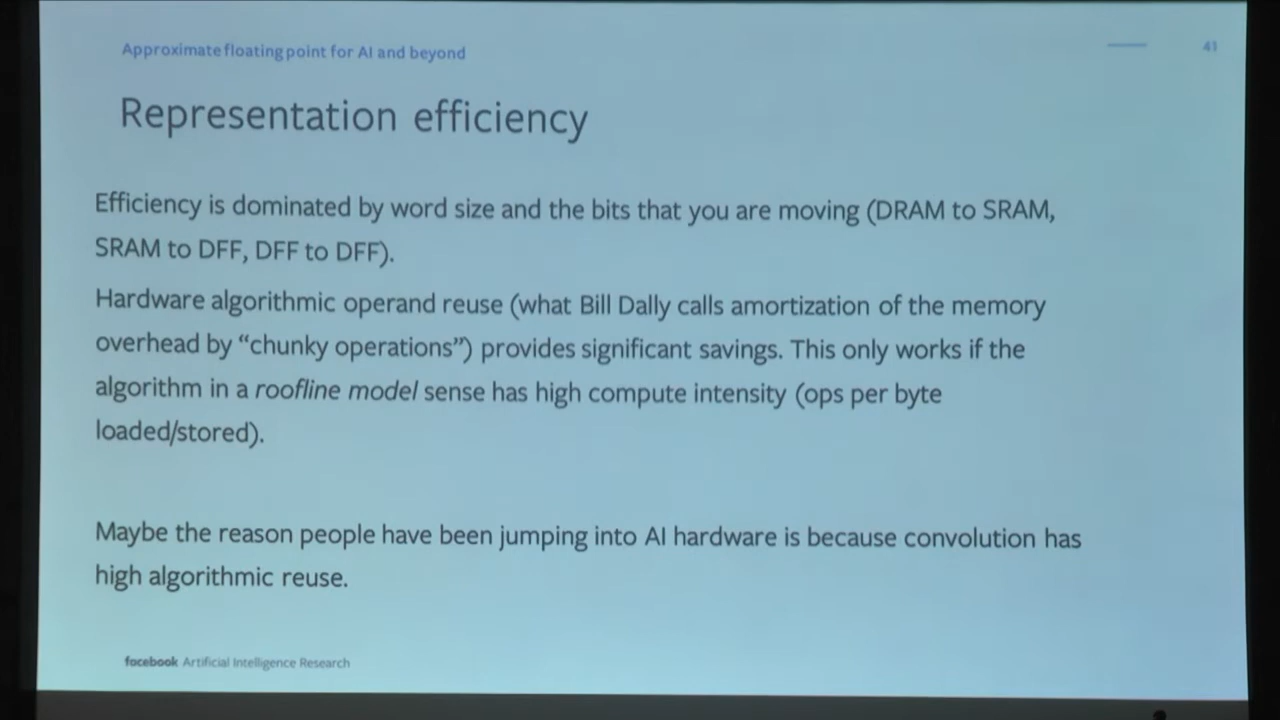 Approximate floating point for AI and beyond
41
Representation efficiency
Efficiency is dominated by word size and the bits that you are moving (DRAM to SRAM,
SRAM to DFF, DFF to DFF).
Hardware algorithmic operand reuse (what Bill Dally calls amortization of the memory
overhead by “chunky operations”) provides significant savings. This only works if the
algorithm in a roofline model sense has high compute intensity (ops per byte
loaded/stored).
Maybe the reason people have been jumping into AI hardware is because convolution has
high algorithmic reuse.
facebook Artificial Intelligence Research